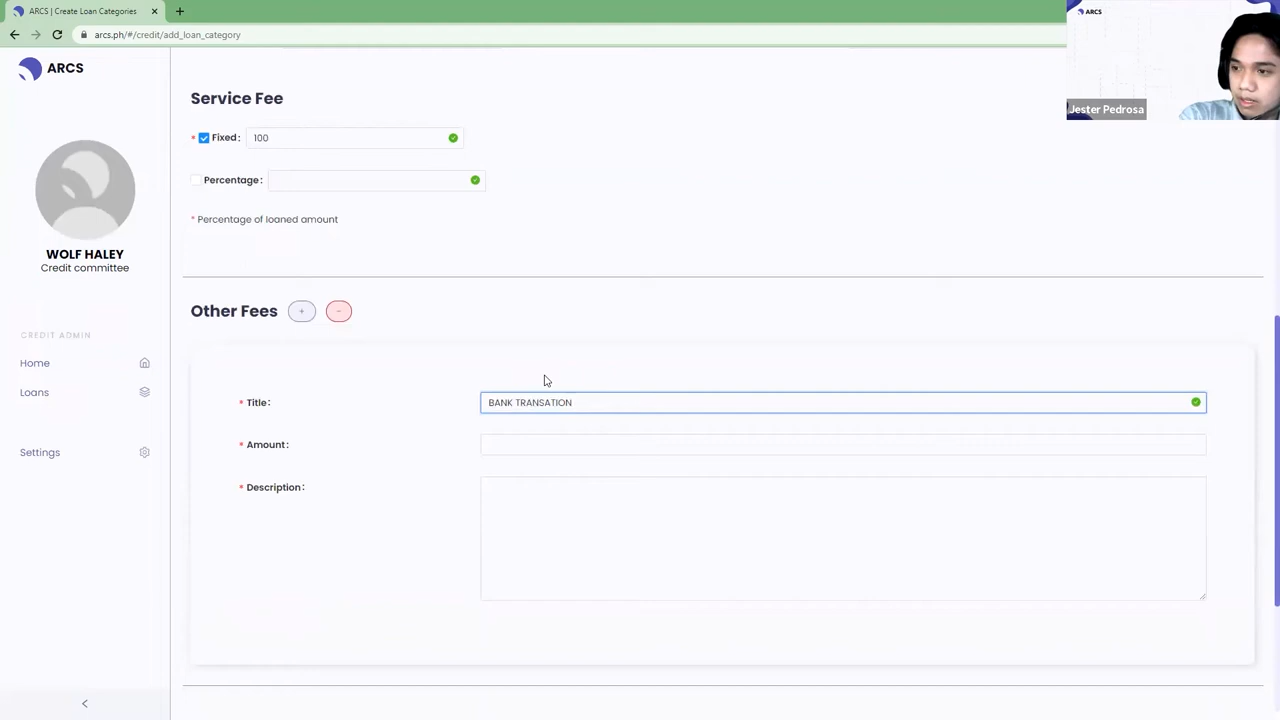 ARCS | Create Loan Categories
arcs.ph/#/credit/add_loan_category
ARCS
Jester Pedrosa
ARCS
WOLF HALEY
Credit committee
CREDIT ADMIN
Home
Loans
Settings
Service Fee
* Fixed: 100
Percentage:
* Percentage of loaned amount
Other Fees + -
* Title: BANK TRANSATION
* Amount:
* Description: